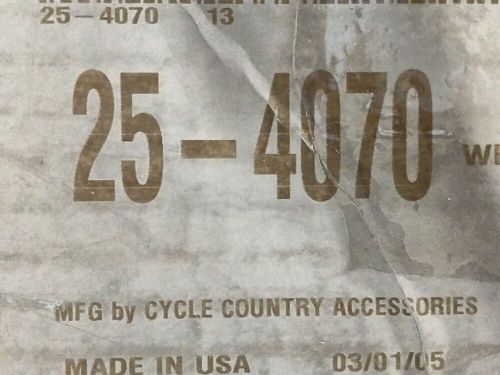 25-4070 13
25-4070
MFG by CYCLE COUNTRY ACCESSORIES
MADE IN USA 03/01/05